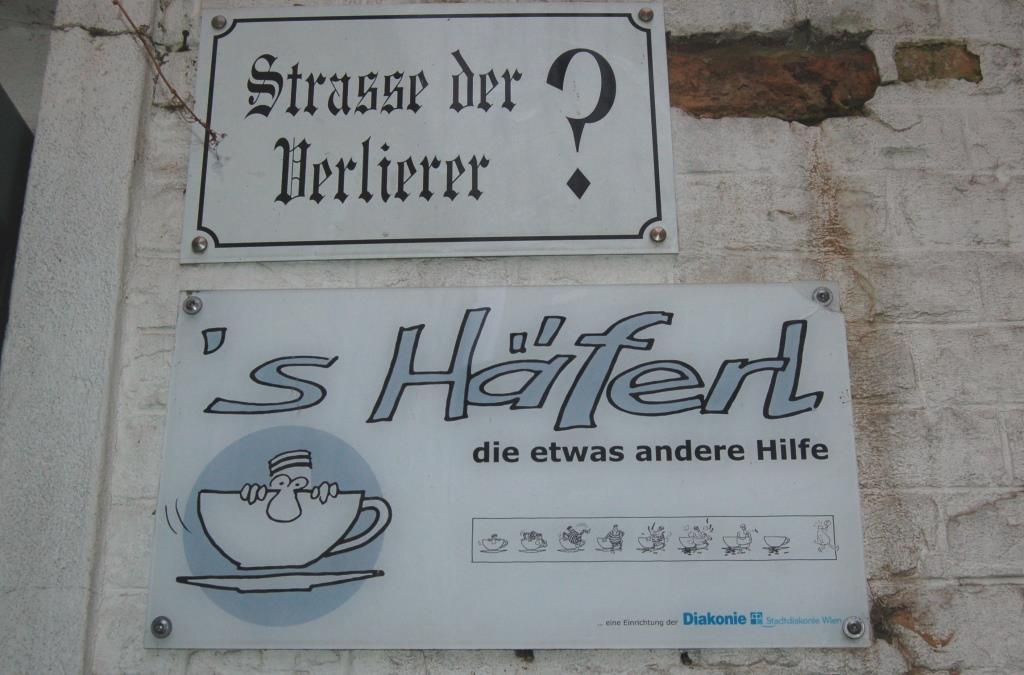 Strasse der
Verlierer ?
's Häferl
die etwas andere Hilfe
... eine Einrichtung der Diakonie Stadtdiakonie Wien